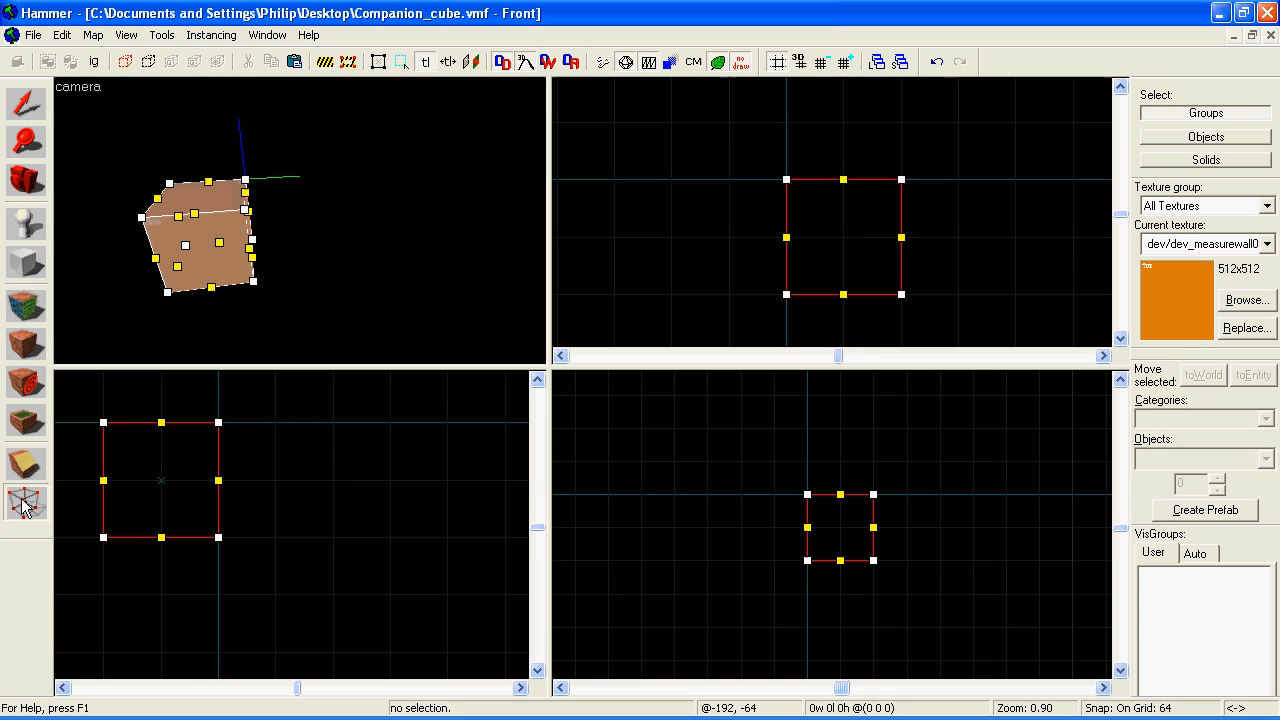 Hammer - [C:\Documents and Settings\Philip\Desktop\Companion_cube.vmf - Front]
File Edit Map View Tools Instancing Window Help
ig tl +tl+ CM no draw 3D
camera
Select:
Groups
Objects
Solids
Texture group:
All Textures
Current texture:
dev/dev_measurewall0
512x512
Browse...
Replace...
Move selected: toWorld toEntity
Categories:
Objects:
0
Create Prefab
VisGroups:
User Auto
For Help, press F1 no selection. @-192, -64 0w 0l 0h @(0 0 0) Zoom: 0.90 Snap: On Grid: 64 <->